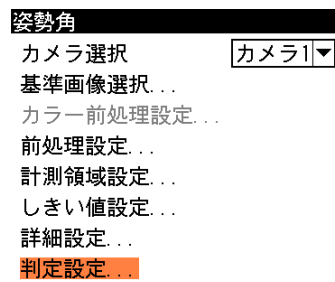 姿勢角
カメラ選択 カメラ1
基準画像選択...
カラー前処理設定...
前処理設定...
計測領域設定...
しきい値設定...
詳細設定...
判定設定...